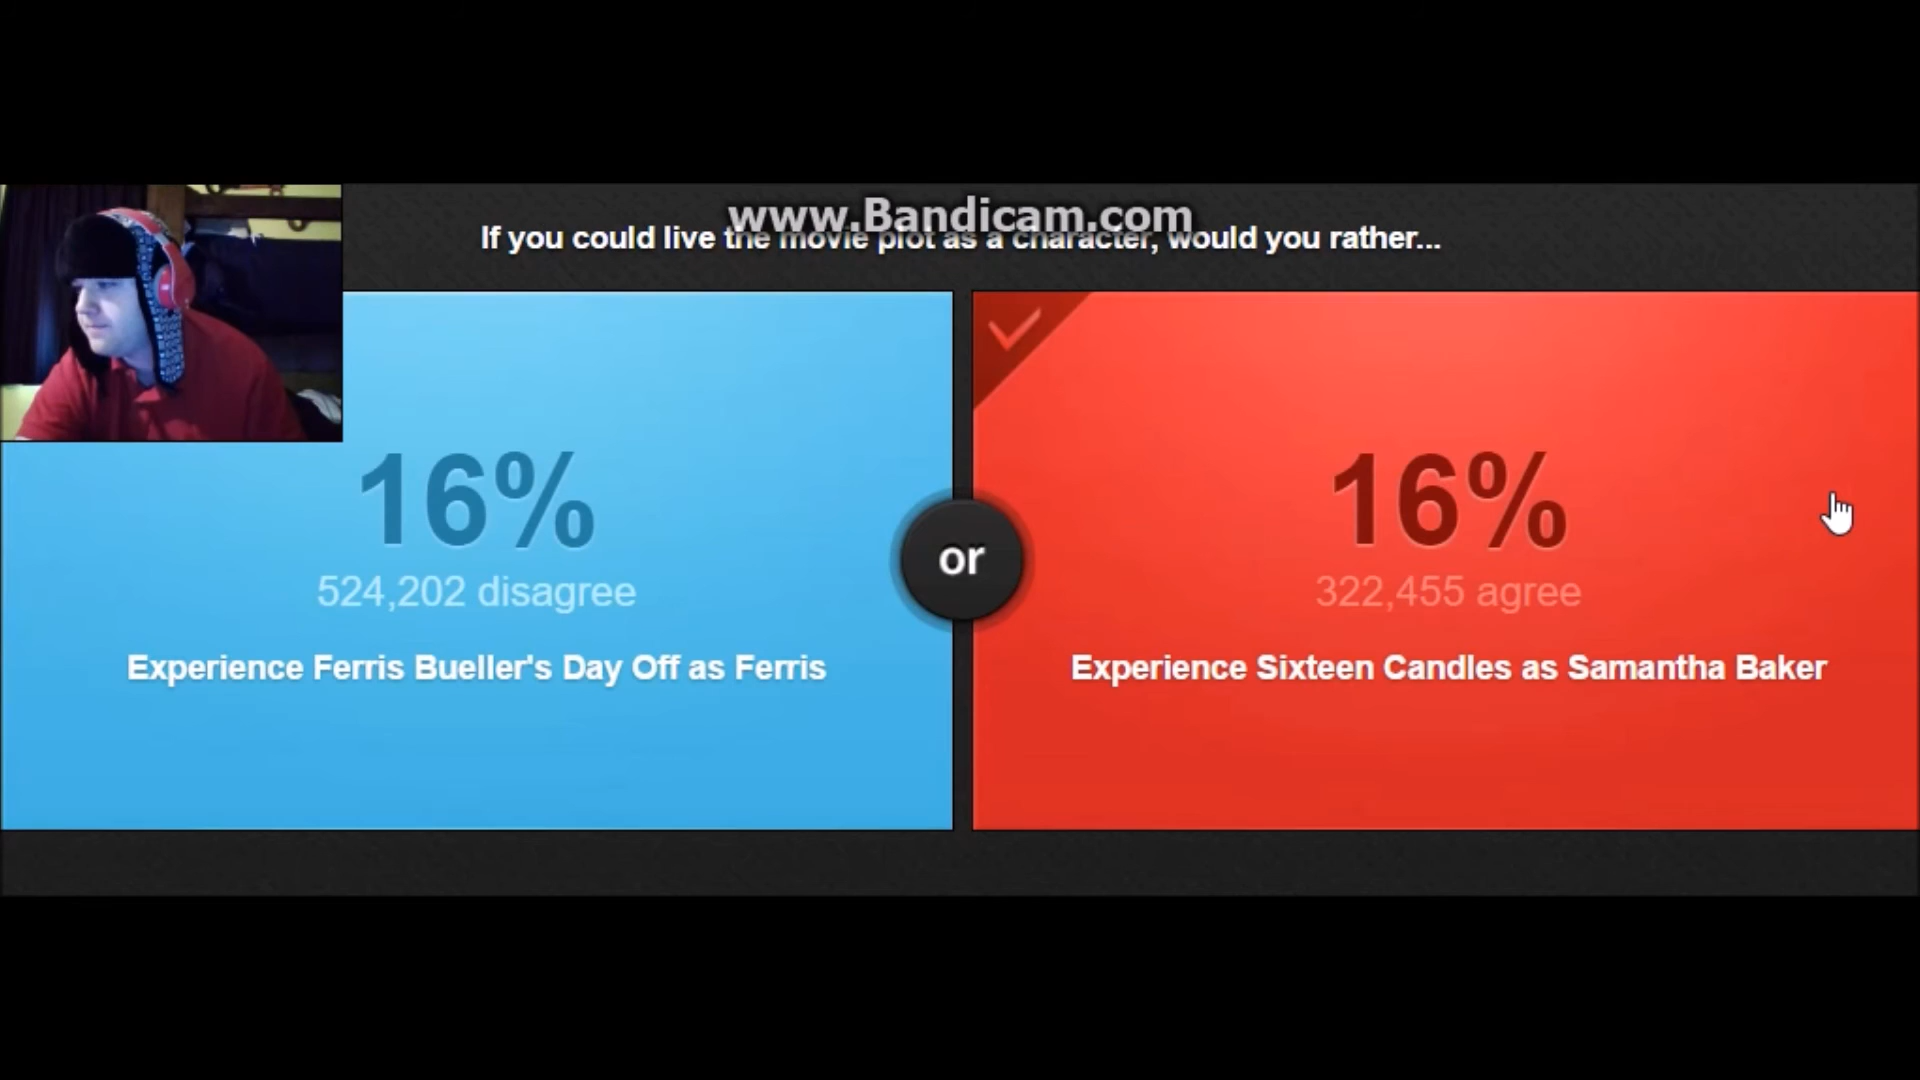 www.Bandicam.com
If you could live the movie plot as a character, would you rather...
16%
524,202 disagree
Experience Ferris Bueller's Day Off as Ferris
or
16%
322,455 agree
Experience Sixteen Candles as Samantha Baker